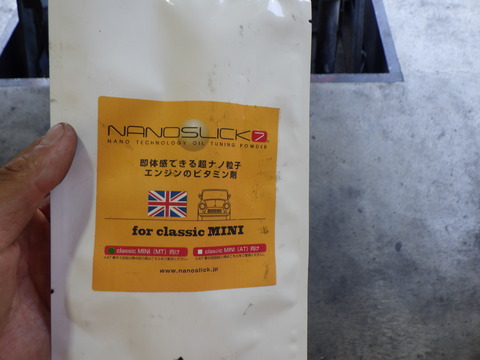 NANOSLICK7
NANO TECHNOLOGY OIL TUNING POWDER
即体感できる超ナノ粒子
エンジンのビタミン剤
for classic MINI
classic MINI (MT) 向け
classic MINI (AT) 向け
www.nanoslick.jp